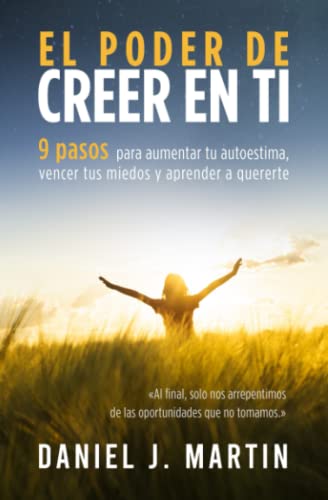 EL PODER DE
CREER EN TI
9 pasos para aumentar tu autoestima,
vencer tus miedos y aprender a quererte
«Al final, solo nos arrepentimos
de las oportunidades que no tomamos.»
DANIEL J. MARTIN